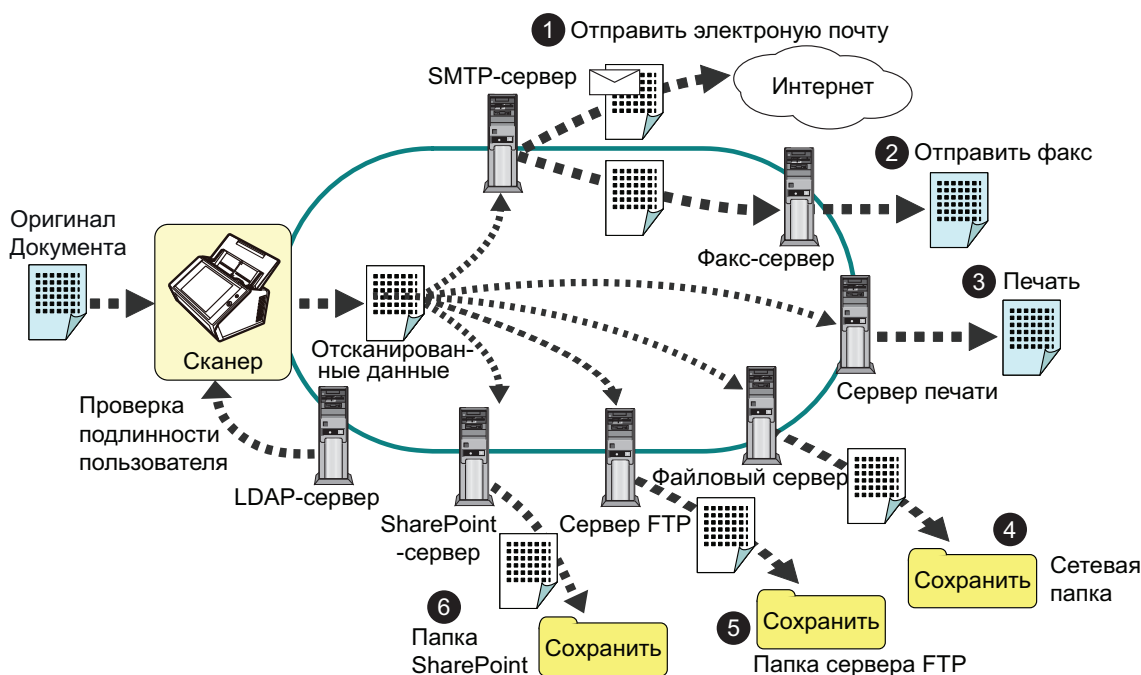 1 Отправить электроную почту
SMTP-сервер
Интернет
2 Отправить факс
Оригинал
Документа
Факс-сервер
3 Печать
Сканер
Отсканирован-
ные данные
Сервер печати
Проверка
подлинности
пользователя
LDAP-сервер
Файловый сервер
SharePoint
-сервер
Сервер FTP
4
Сохранить
Сетевая
папка
6
Папка
SharePoint
Сохранить
5
Сохранить
Папка сервера FTP